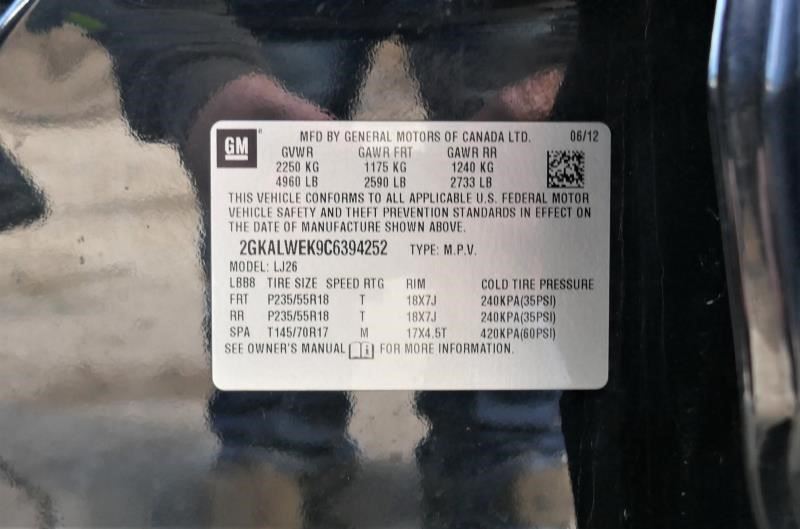 GM ® MFD BY GENERAL MOTORS OF CANADA LTD. 06/12
GVWR GAWR FRT GAWR RR
2250 KG 1175 KG 1240 KG
4960 LB 2590 LB 2733 LB
THIS VEHICLE CONFORMS TO ALL APPLICABLE U.S. FEDERAL MOTOR
VEHICLE SAFETY AND THEFT PREVENTION STANDARDS IN EFFECT ON
THE DATE OF MANUFACTURE SHOWN ABOVE.
2GKALWEK9C6394252 TYPE: M.P.V.
MODEL: LJ26
LBB8 TIRE SIZE SPEED RTG RIM COLD TIRE PRESSURE
FRT P235/55R18 T 18X7J 240KPA(35PSI)
RR P235/55R18 T 18X7J 240KPA(35PSI)
SPA T145/70R17 M 17X4.5T 420KPA(60PSI)
SEE OWNER'S MANUAL FOR MORE INFORMATION.